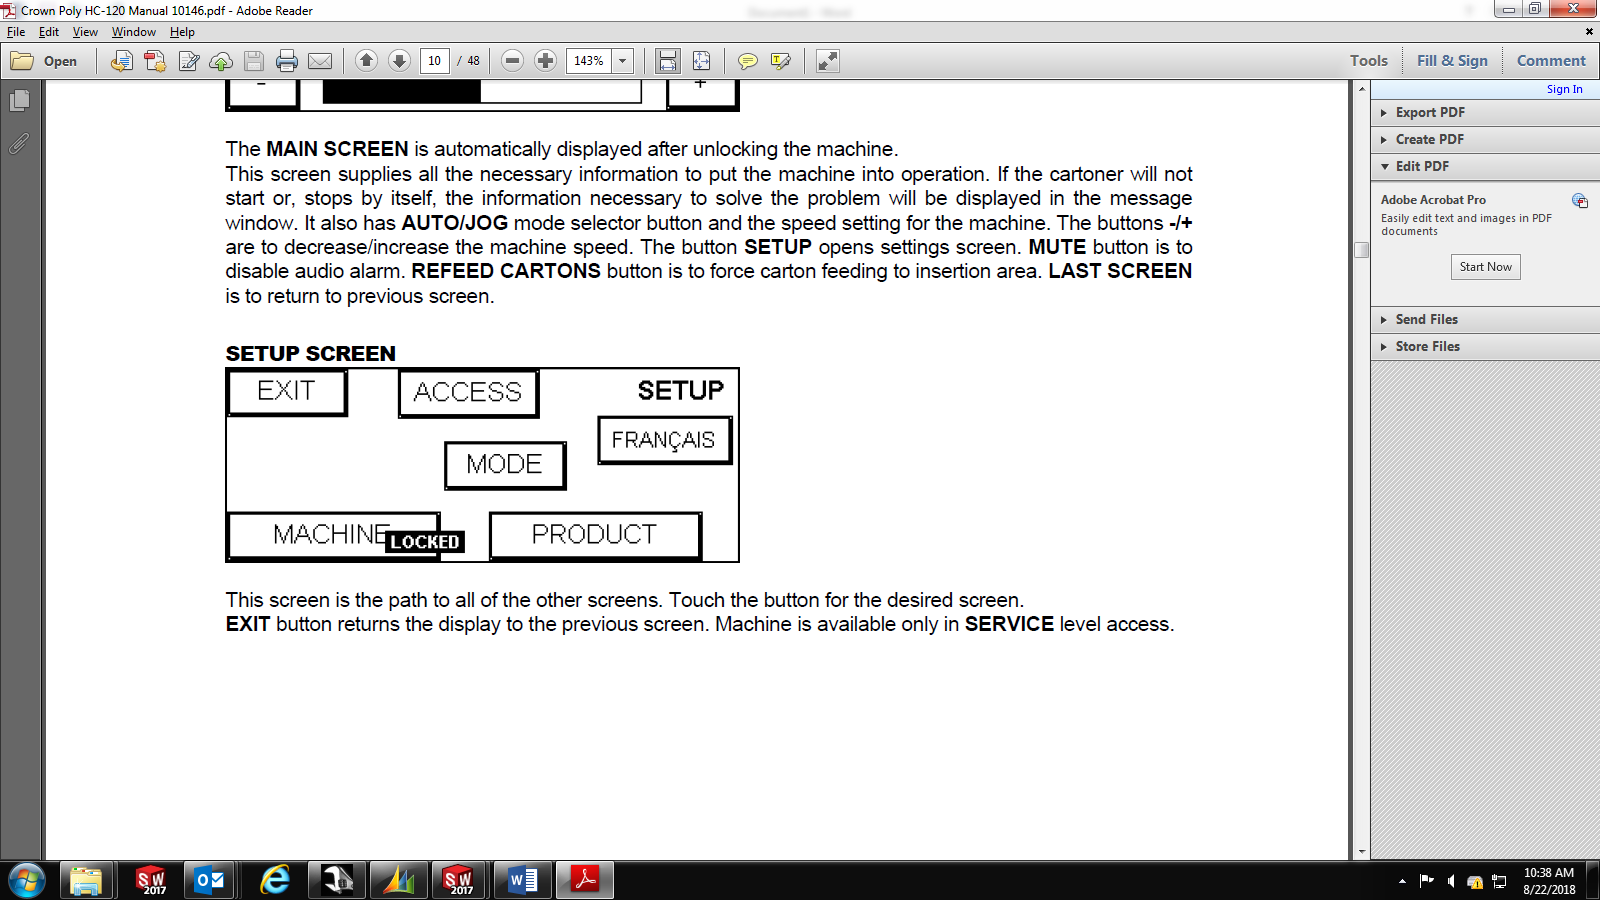 Crown Poly HC-120 Manual 10146.pdf - Adobe Reader
File Edit View Window Help
Open 10 / 48 143% Tools Fill & Sign Comment
Sign In
Export PDF
Create PDF
Edit PDF
Adobe Acrobat Pro
Easily edit text and images in PDF
documents
Start Now
Send Files
Store Files
- +
The MAIN SCREEN is automatically displayed after unlocking the machine.
This screen supplies all the necessary information to put the machine into operation. If the cartoner will not
start or, stops by itself, the information necessary to solve the problem will be displayed in the message
window. It also has AUTO/JOG mode selector button and the speed setting for the machine. The buttons -/+
are to decrease/increase the machine speed. The button SETUP opens settings screen. MUTE button is to
disable audio alarm. REFEED CARTONS button is to force carton feeding to insertion area. LAST SCREEN
is to return to previous screen.
SETUP SCREEN
EXIT ACCESS SETUP
FRANÇAIS
MODE
MACHINE LOCKED PRODUCT
This screen is the path to all of the other screens. Touch the button for the desired screen.
EXIT button returns the display to the previous screen. Machine is available only in SERVICE level access.
SW 2017 SW 2017
10:38 AM
8/22/2018